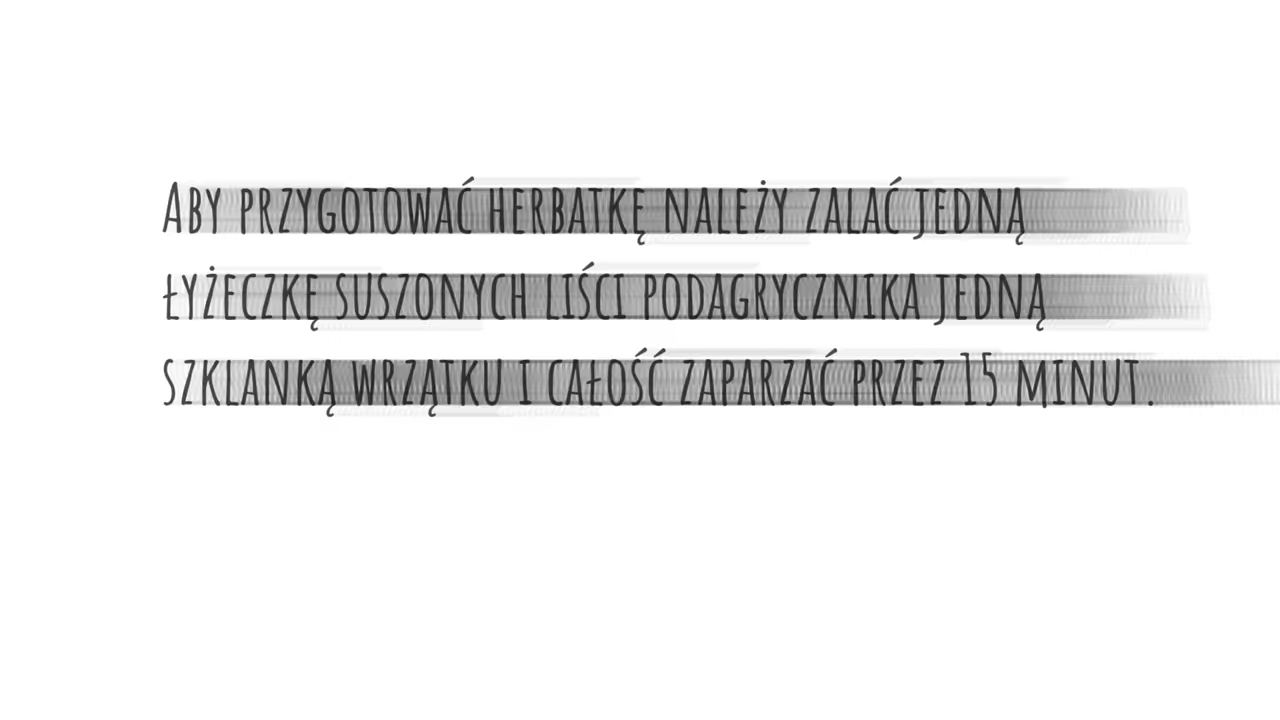 Aby przygotować herbatkę należy zalać jedną
łyżeczkę suszonych liści podagrycznika jedną
szklanką wrzątku i całość zaparzać przez 15 minut.